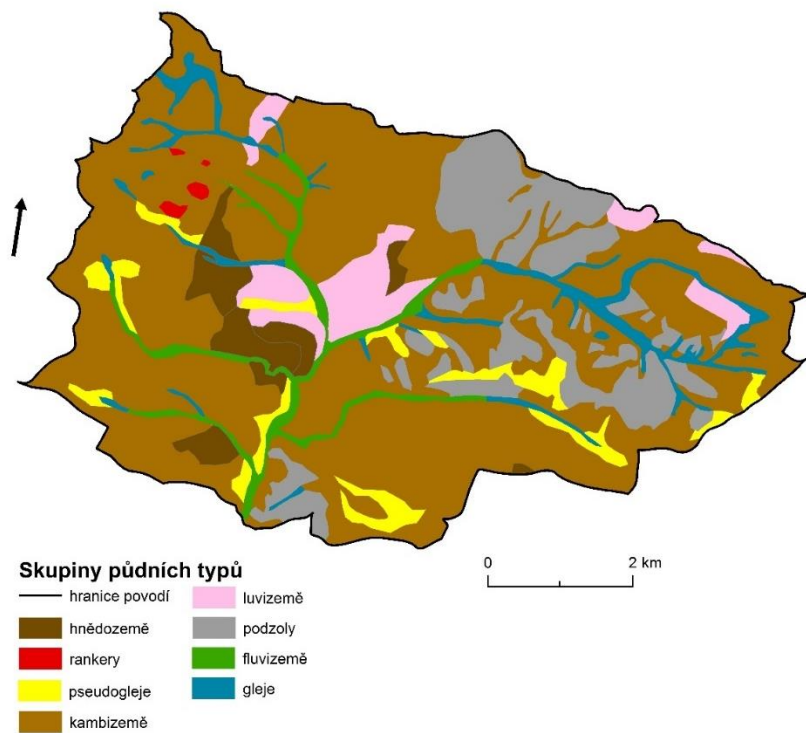 0 2 km
Skupiny půdních typů
hranice povodí
hnědozemě
rankery
pseudogleje
kambizemě
luvizemě
podzoly
fluvizemě
gleje